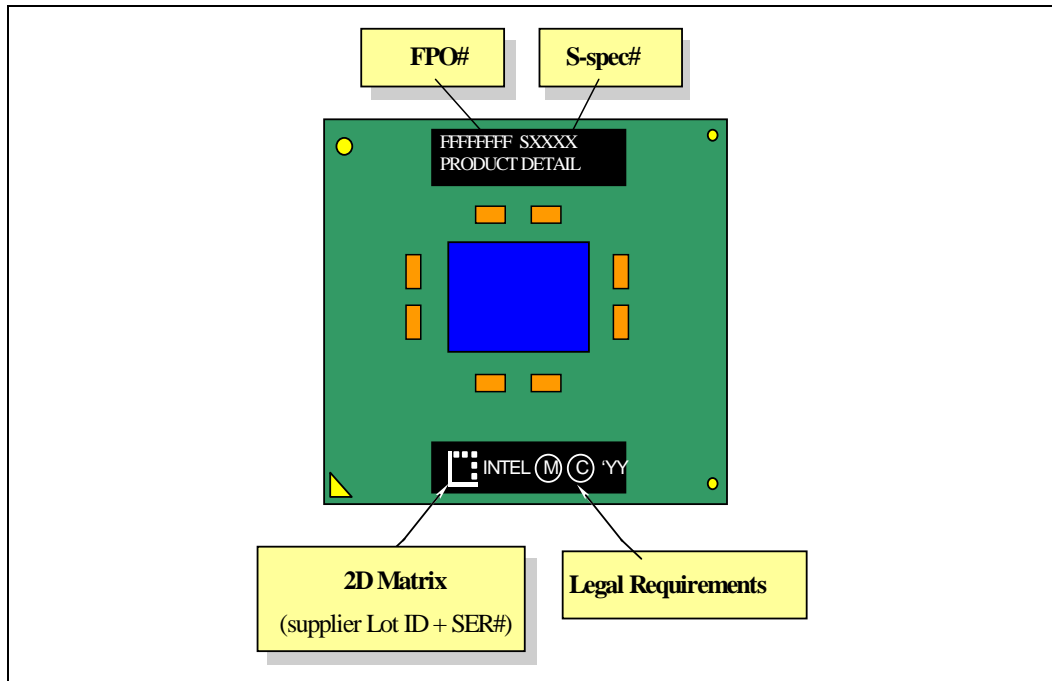 FPO#
S-spec#
FFFFFFFF SXXXX
PRODUCT DETAIL
INTEL Ⓜ Ⓒ ‘YY
2D Matrix
(supplier Lot ID + SER#)
Legal Requirements